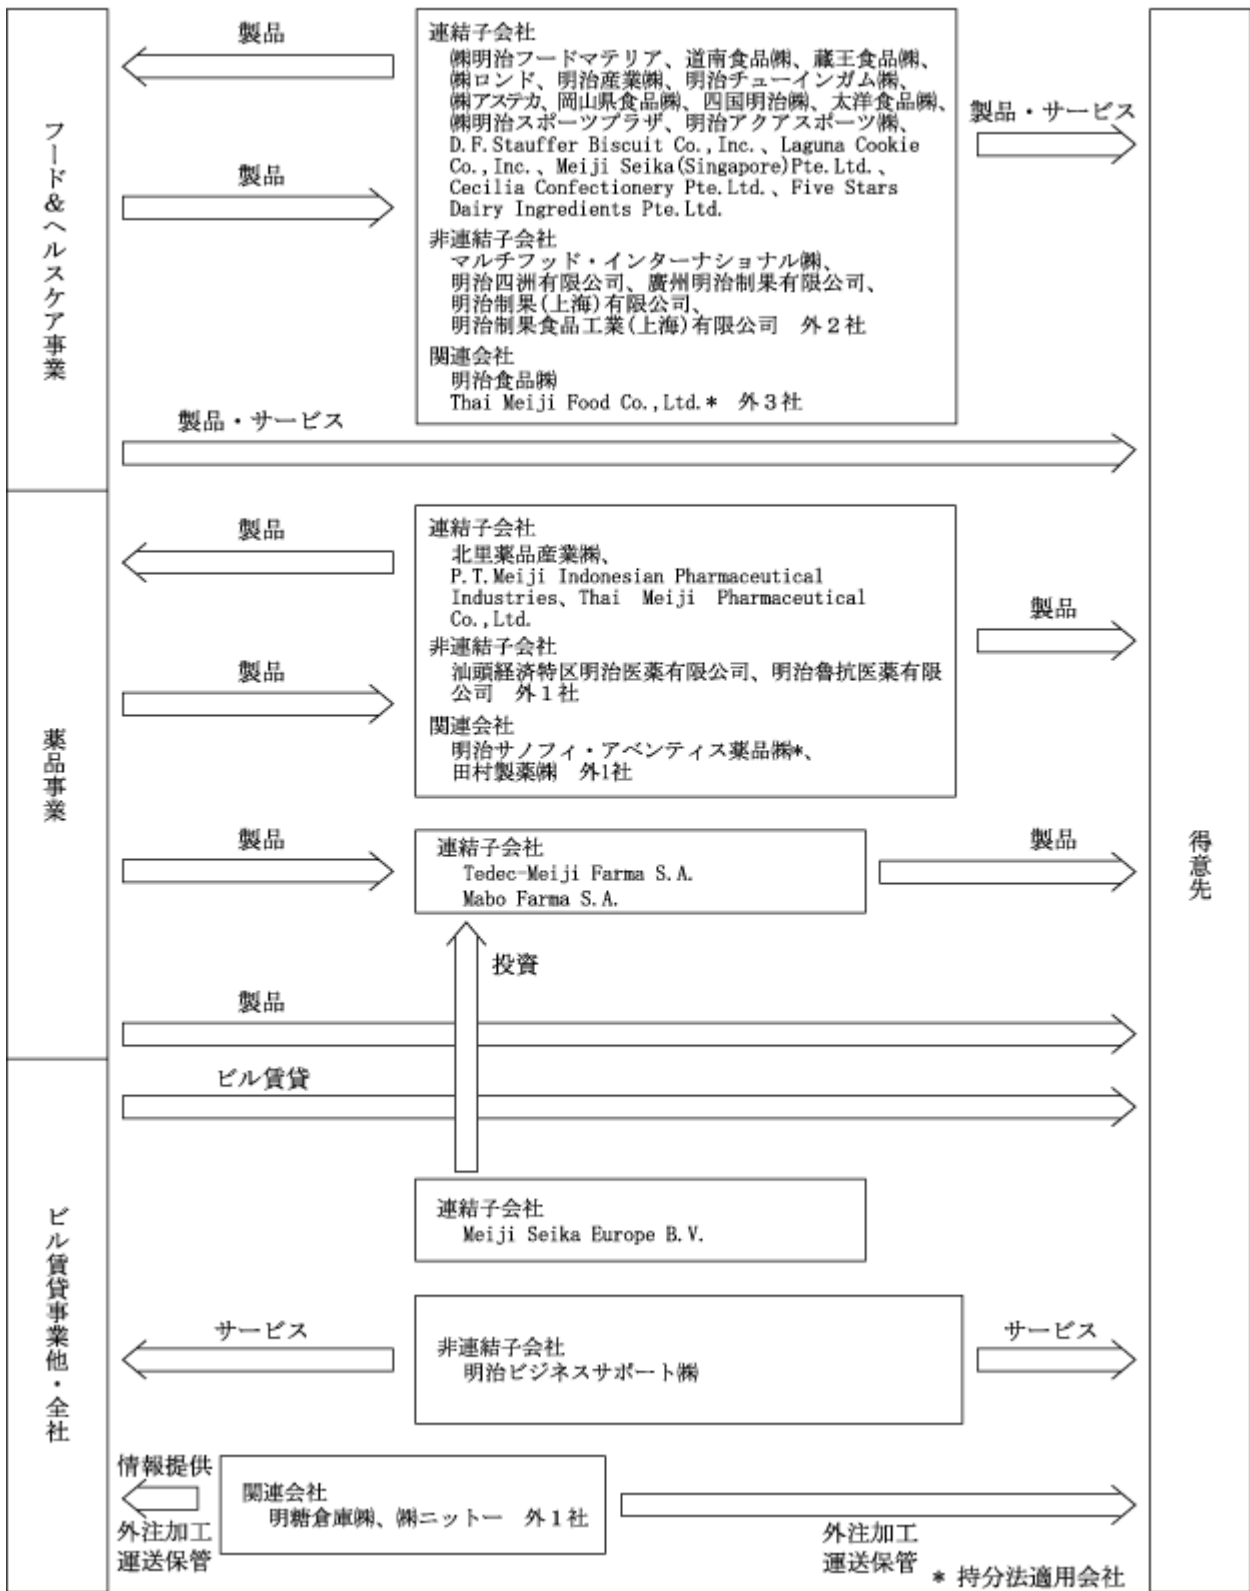 フード&ヘルスケア事業
製品
製品
連結子会社
㈱明治フードマテリア、道南食品㈱、蔵王食品㈱、
㈱ロンド、明治産業㈱、明治チューインガム㈱、
㈱アステカ、岡山県食品㈱、四国明治㈱、太洋食品㈱、
㈱明治スポーツプラザ、明治アクアスポーツ㈱、
D.F.Stauffer Biscuit Co.,Inc.、Laguna Cookie
Co.,Inc.、Meiji Seika(Singapore)Pte.Ltd.、
Cecilia Confectionery Pte.Ltd.、Five Stars
Dairy Ingredients Pte.Ltd.
非連結子会社
マルチフッド・インターナショナル㈱、
明治四洲有限公司、廣州明治制果有限公司、
明治制果(上海)有限公司、
明治制果食品工業(上海)有限公司　外２社
関連会社
明治食品㈱
Thai Meiji Food Co.,Ltd.*　外３社
製品・サービス
製品・サービス
薬品事業
製品
製品
連結子会社
北里薬品産業㈱、
P.T.Meiji Indonesian Pharmaceutical
Industries、Thai Meiji Pharmaceutical
Co.,Ltd.
非連結子会社
汕頭経済特区明治医薬有限公司、明治魯抗医薬有限
公司　外１社
関連会社
明治サノフィ・アベンティス薬品㈱*、
田村製薬㈱　外1社
製品
製品
連結子会社
Tedec-Meiji Farma S.A.
Mabo Farma S.A.
製品
投資
製品
得意先
ビル賃貸事業他・全社
ビル賃貸
連結子会社
Meiji Seika Europe B.V.
サービス
非連結子会社
明治ビジネスサポート㈱
サービス
情報提供
外注加工
運送保管
関連会社
明糖倉庫㈱、㈱ニットー　外１社
外注加工
運送保管
* 持分法適用会社